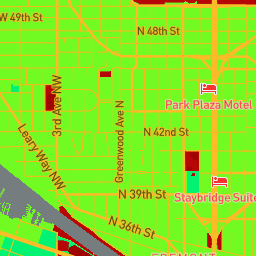 W 49th St
N 48th St
3rd Ave NW
Park Plaza Motel
Greenwood Ave N
N 42nd St
Leary Way NW
N 39th St
Staybridge Suite
N 36th St
FREMONT